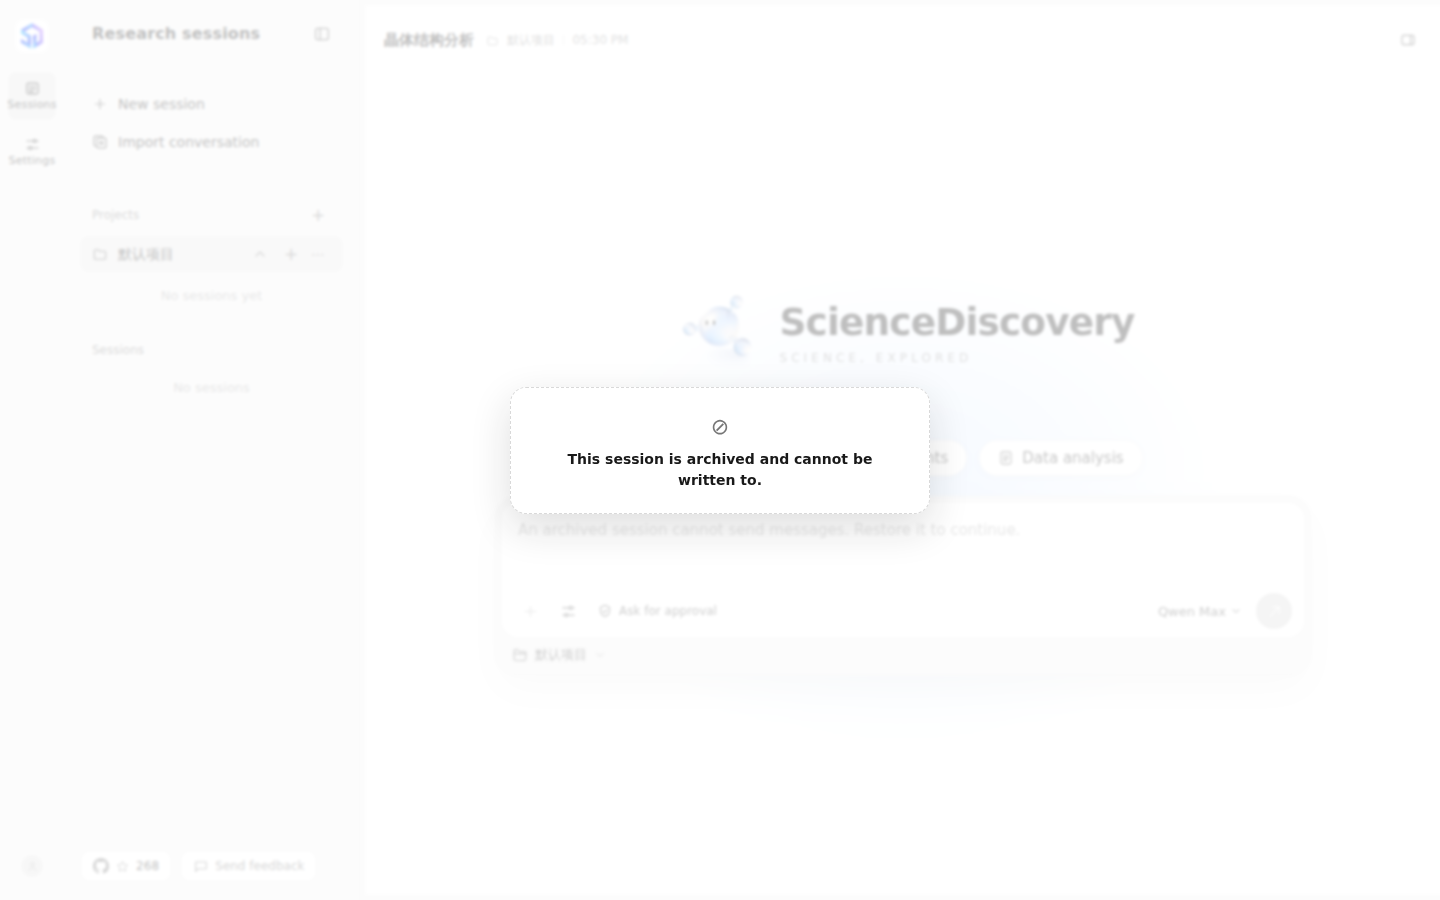 Research sessions
Sessions
Settings
New session
Import conversation
Projects
默认项目
No sessions yet
Sessions
No sessions
268
Send feedback
晶体结构分析
默认项目 · 05:30 PM
ScienceDiscovery
SCIENCE, EXPLORED
Data analysis
This session is archived and cannot be
written to.
An archived session cannot send messages. Restore it to continue.
Ask for approval
Qwen Max
默认项目